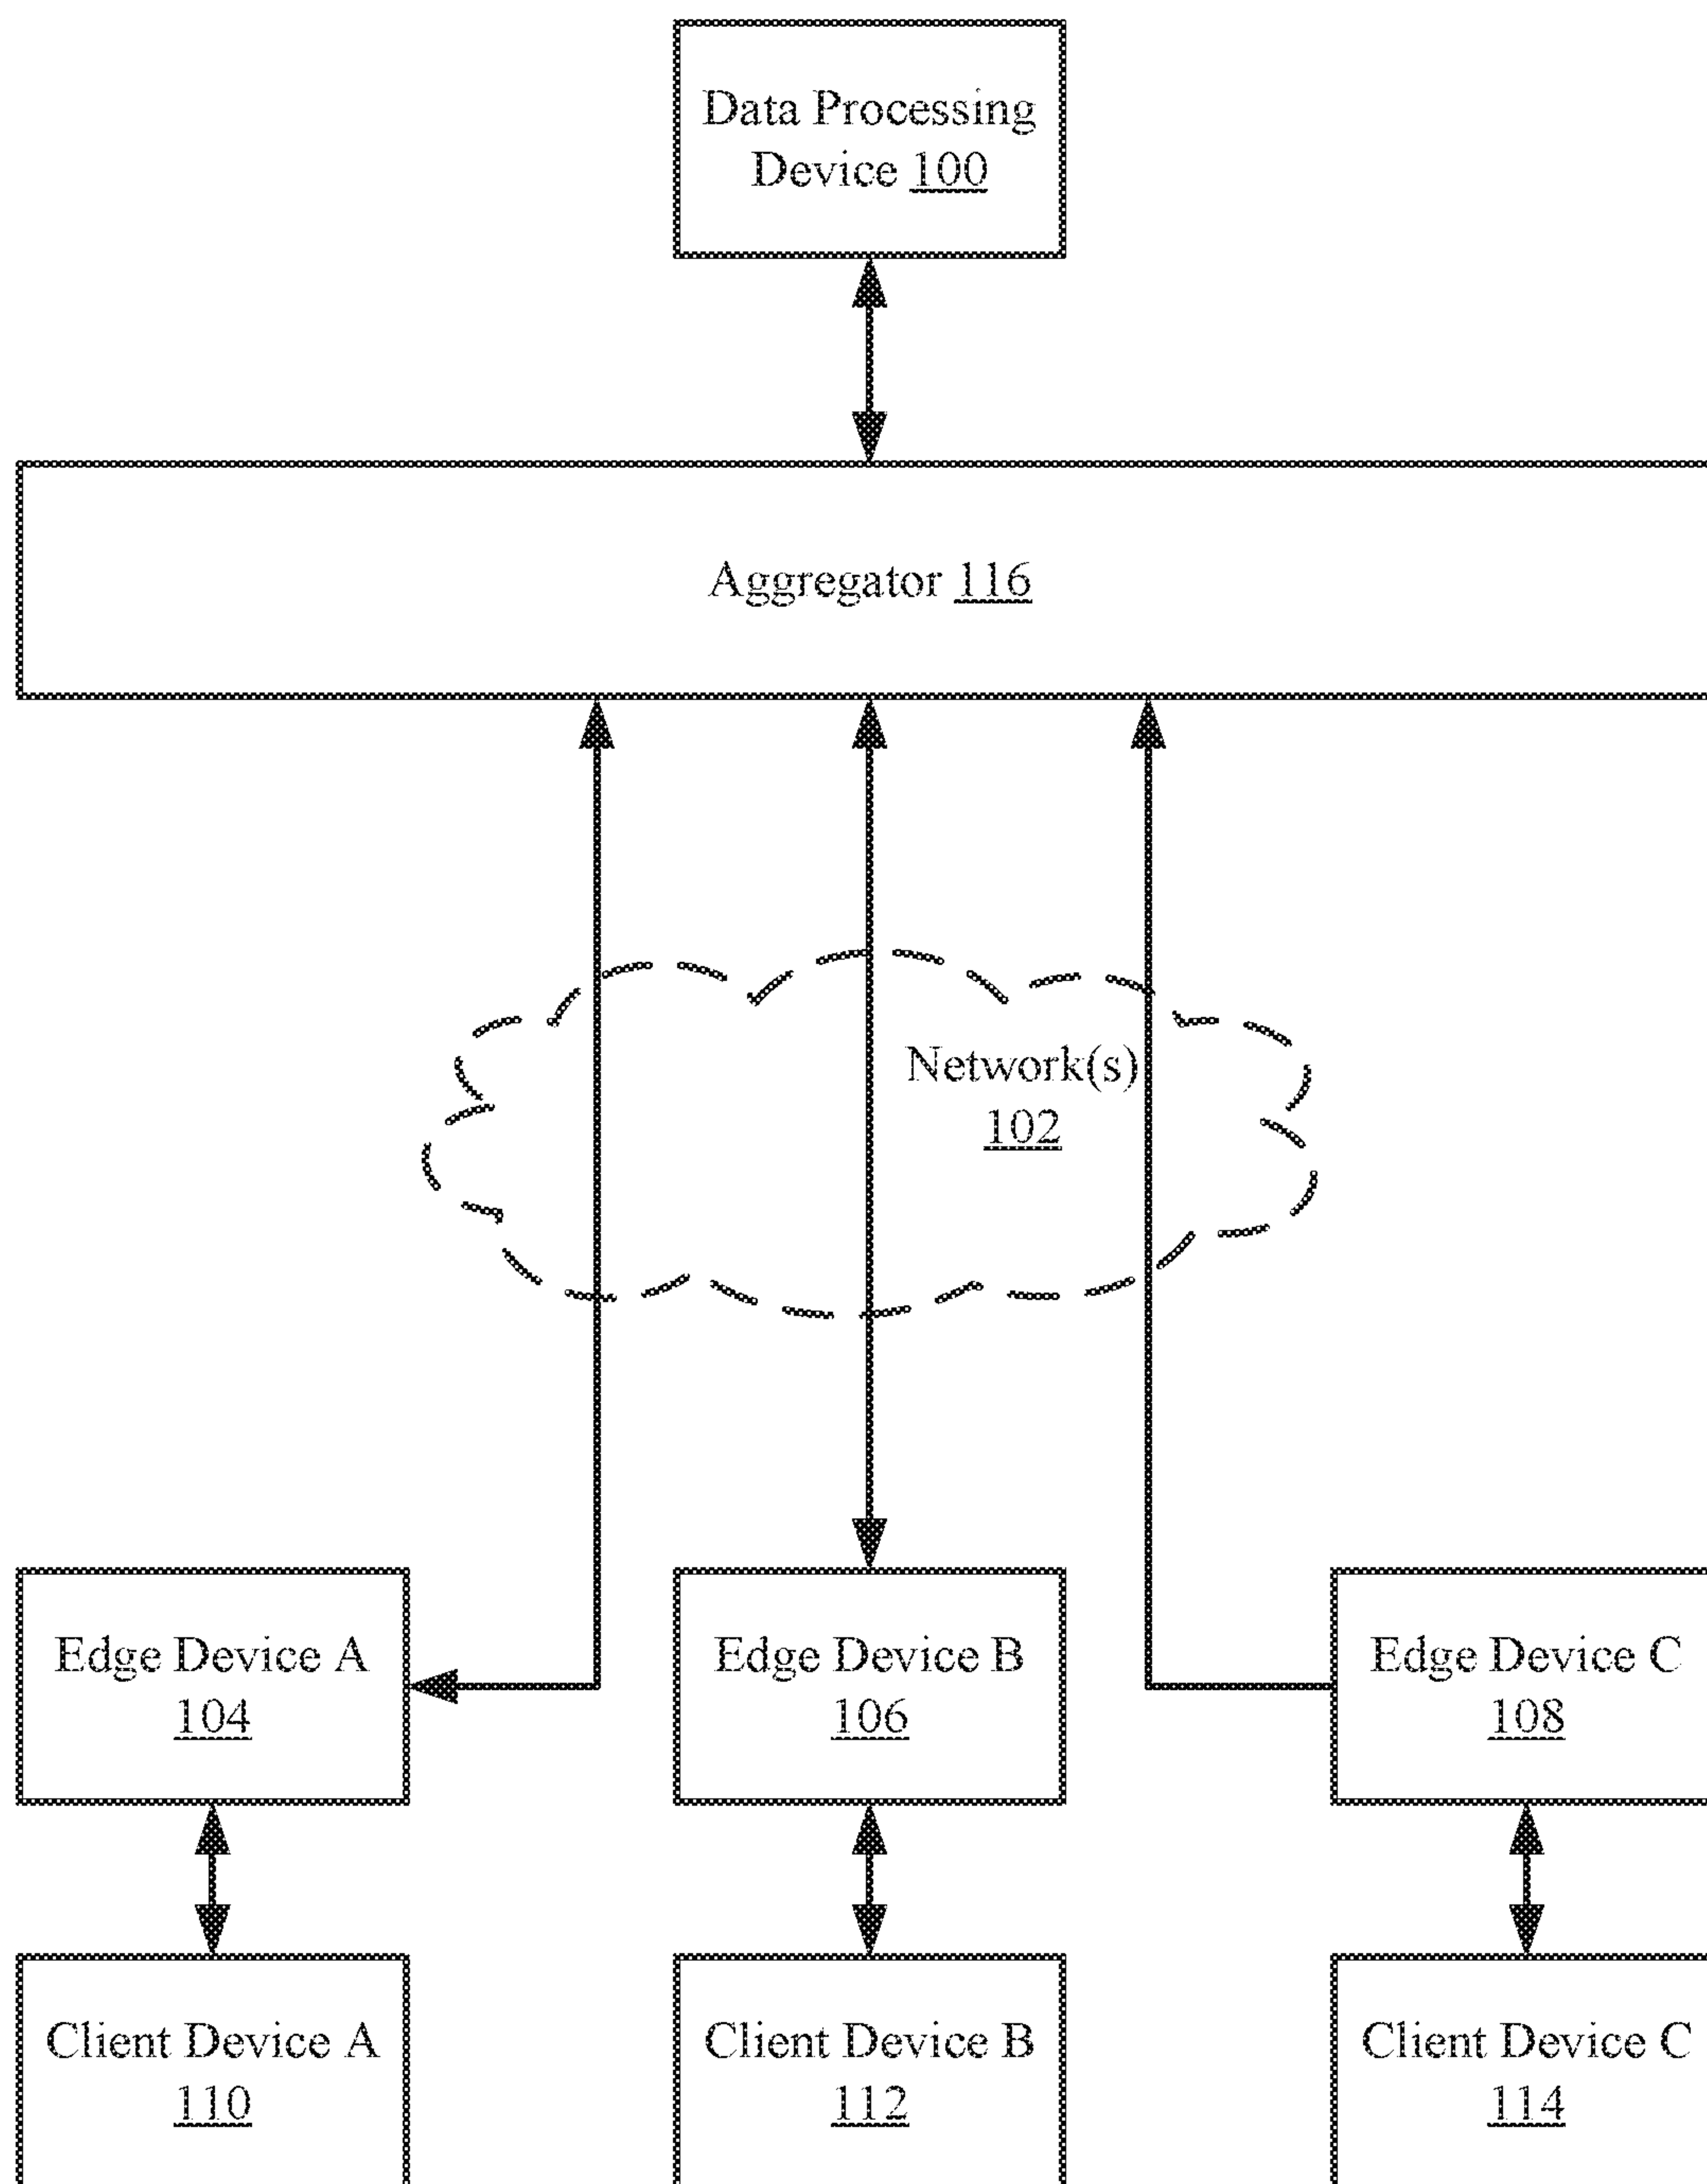 Data Processing
Device 100
Aggregator 116
Network(s)
102
Edge Device A
104
Edge Device B
106
Edge Device C
108
Client Device A
110
Client Device B
112
Client Device C
114